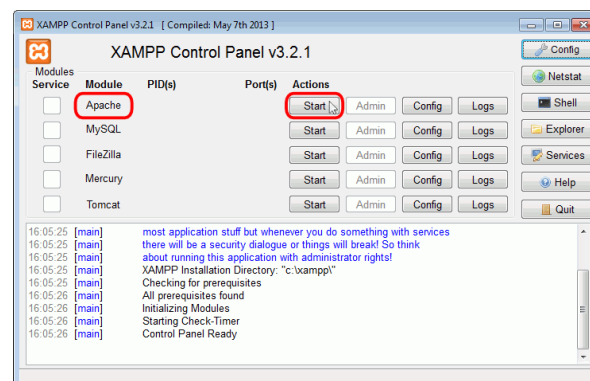 XAMPP Control Panel v3.2.1 [ Compiled: May 7th 2013 ]
XAMPP Control Panel v3.2.1
Config
Modules
Service Module PID(s) Port(s) Actions
Netstat
Apache Start Admin Config Logs
Shell
MySQL Start Admin Config Logs
Explorer
FileZilla Start Admin Config Logs
Services
Mercury Start Admin Config Logs
Help
Tomcat Start Admin Config Logs
Quit
16:05:25 [main] most application stuff but whenever you do something with services
16:05:25 [main] there will be a security dialogue or things will break! So think
16:05:25 [main] about running this application with administrator rights!
16:05:25 [main] XAMPP Installation Directory: "c:\xampp\"
16:05:25 [main] Checking for prerequisites
16:05:26 [main] All prerequisites found
16:05:26 [main] Initializing Modules
16:05:26 [main] Starting Check-Timer
16:05:26 [main] Control Panel Ready